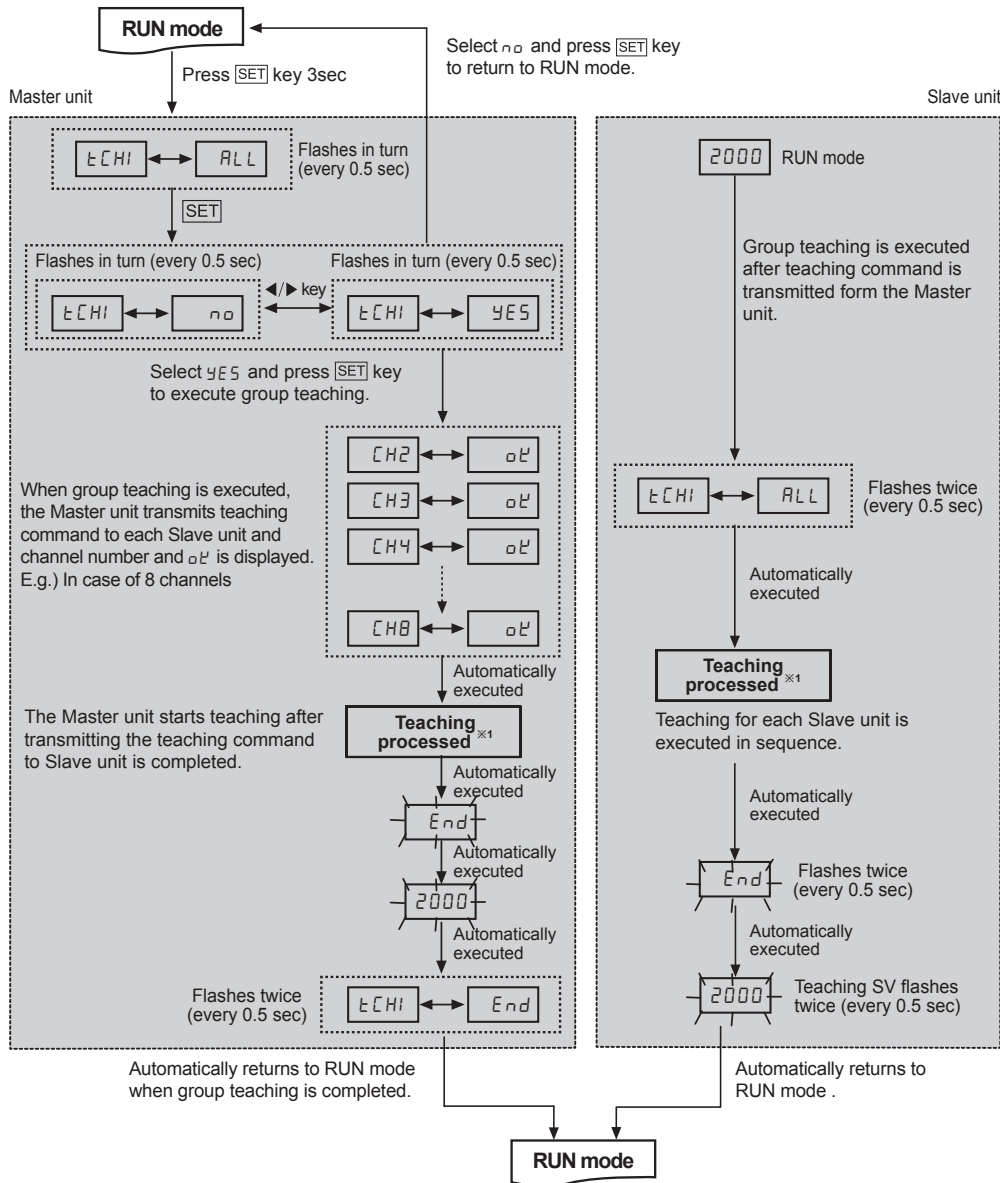 RUN mode
Press SET key 3sec
Select no and press SET key
to return to RUN mode.
Master unit
tCH1
ALL
Flashes in turn
(every 0.5 sec)
SET
Flashes in turn (every 0.5 sec)
Flashes in turn (every 0.5 sec)
tCH1
no
◀/▶ key
tCH1
YES
Select YES and press SET key
to execute group teaching.
When group teaching is executed,
the Master unit transmits teaching
command to each Slave unit and
channel number and oK is displayed.
E.g.) In case of 8 channels
CH2
oK
CH3
oK
CH4
oK
CH8
oK
Automatically
executed
The Master unit starts teaching after
transmitting the teaching command
to Slave unit is completed.
Teaching
processed ※1
Automatically
executed
End
Automatically
executed
2000
Automatically
executed
Flashes twice
(every 0.5 sec)
tCH1
End
Automatically returns to RUN mode
when group teaching is completed.
Slave unit
2000
RUN mode
Group teaching is executed
after teaching command is
transmitted form the Master
unit.
tCH1
ALL
Flashes twice
(every 0.5 sec)
Automatically
executed
Teaching
processed ※1
Teaching for each Slave unit is
executed in sequence.
Automatically
executed
End
Flashes twice
(every 0.5 sec)
Automatically
executed
2000
Teaching SV flashes
twice (every 0.5 sec)
Automatically returns to
RUN mode .
RUN mode